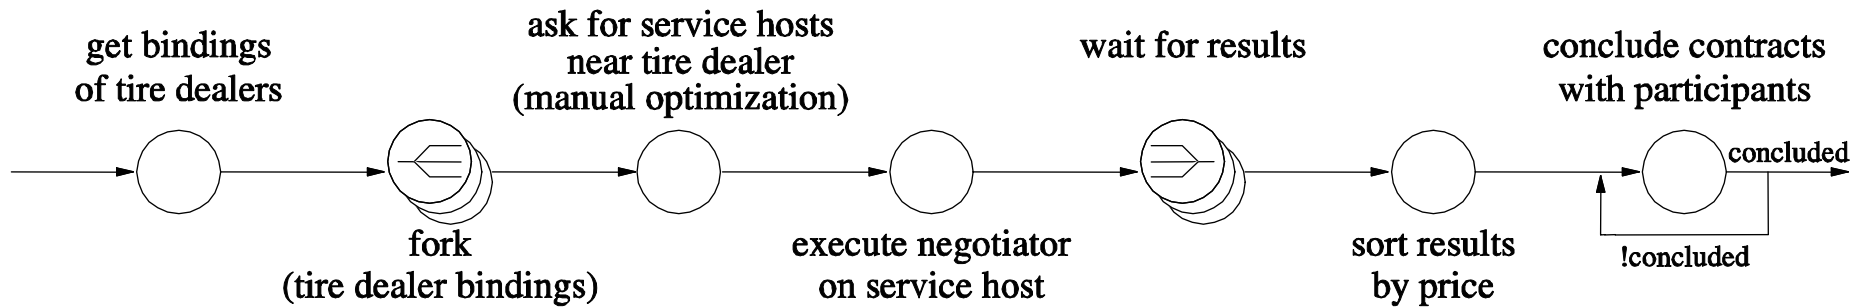 get bindings
of tire dealers
fork
(tire dealer bindings)
ask for service hosts
near tire dealer
(manual optimization)
execute negotiator
on service host
wait for results
sort results
by price
conclude contracts
with participants
concluded
!concluded